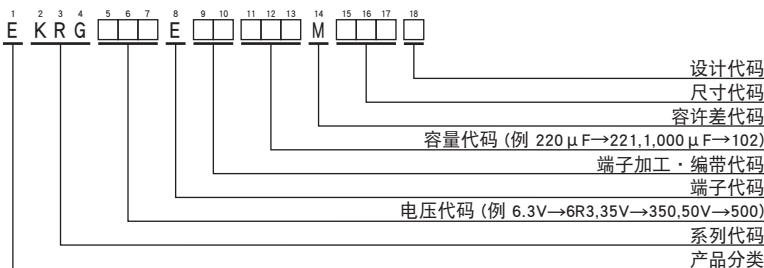 1 2 3 4 5 6 7 8 9 10 11 12 13 14 15 16 17 18
E KRG □□□ E □□ □□□ M □□□ □
设计代码
尺寸代码
容许差代码
容量代码 (例 220μF→221,1,000μF→102)
端子加工・编带代码
端子代码
电压代码 (例 6.3V→6R3,35V→350,50V→500)
系列代码
产品分类